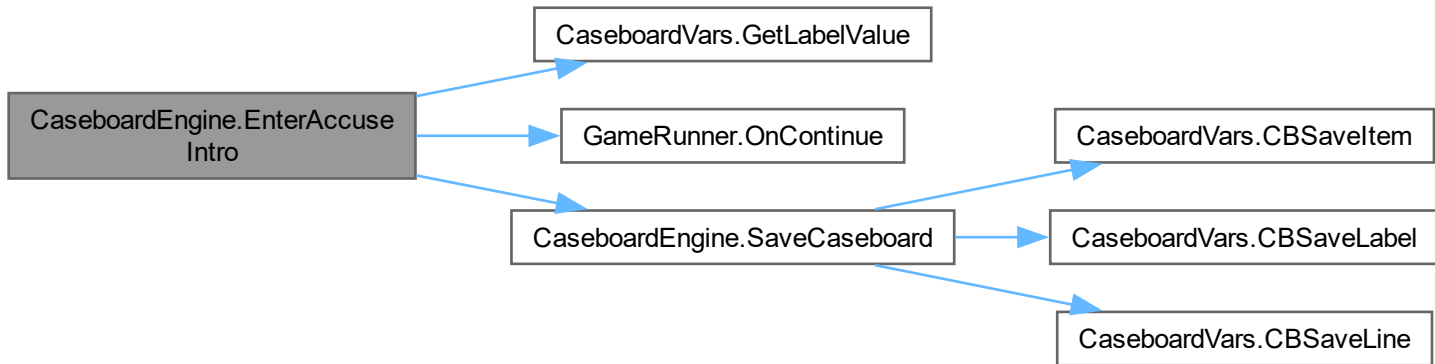 CaseboardEngine.EnterAccuse
Intro
CaseboardVars.GetLabelValue
GameRunner.OnContinue
CaseboardEngine.SaveCaseboard
CaseboardVars.CBSaveItem
CaseboardVars.CBSaveLabel
CaseboardVars.CBSaveLine